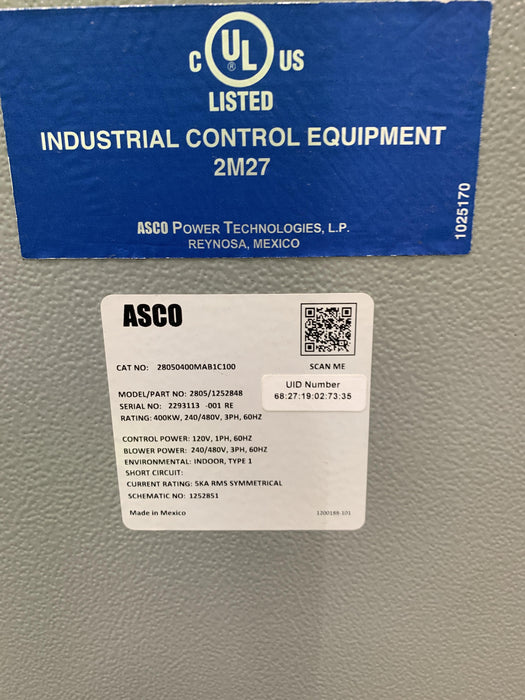 C UL US
LISTED
INDUSTRIAL CONTROL EQUIPMENT
2M27
ASCO POWER TECHNOLOGIES, L.P.
REYNOSA, MEXICO
1025170
ASCO
CAT NO: 28050400MAB1C100
SCAN ME
UID Number
68:27:19:02:73:35
MODEL/PART NO: 2805/1252848
SERIAL NO: 2293113 -001 RE
RATING: 400KW, 240/480V, 3PH, 60HZ
CONTROL POWER: 120V, 1PH, 60HZ
BLOWER POWER: 240/480V, 3PH, 60HZ
ENVIRONMENTAL: INDOOR, TYPE 1
SHORT CIRCUIT:
CURRENT RATING: 5KA RMS SYMMETRICAL
SCHEMATIC NO: 1252851
Made in Mexico
1200188-101